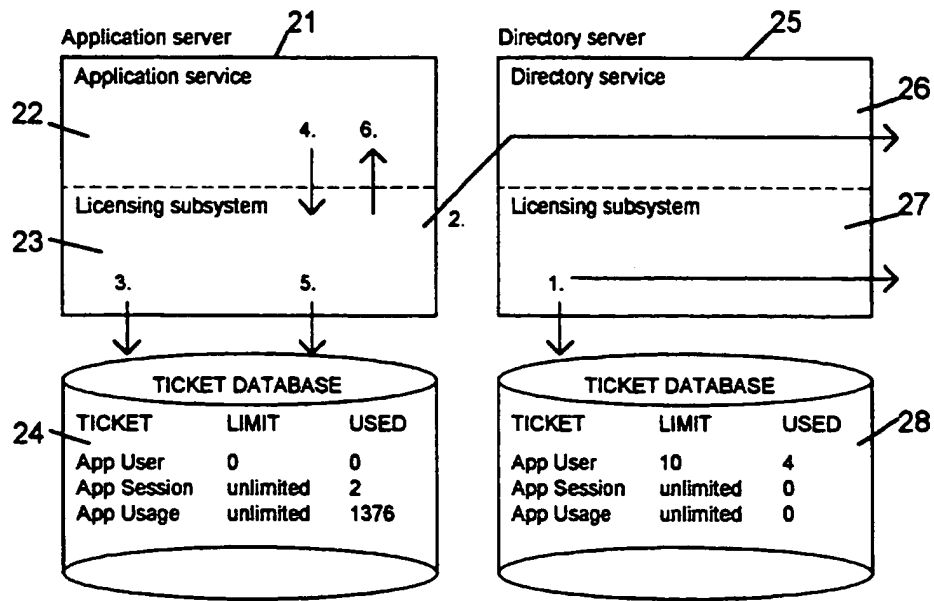 21
Application server
Application service
22
4. 6.
Licensing subsystem
2.
23
3. 5.
TICKET DATABASE
24
TICKET LIMIT USED
App User 0 0
App Session unlimited 2
App Usage unlimited 1376
25
Directory server
Directory service
26
Licensing subsystem
27
1.
TICKET DATABASE
28
TICKET LIMIT USED
App User 10 4
App Session unlimited 0
App Usage unlimited 0